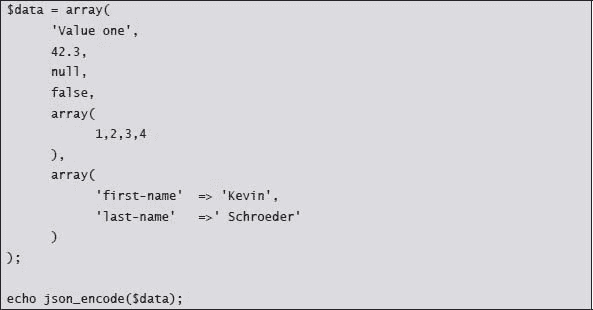 $data = array(
'Value one',
42.3,
null,
false,
array(
1,2,3,4
),
array(
'first-name' => 'Kevin',
'last-name' =>' Schroeder'
)
);
echo json_encode($data);